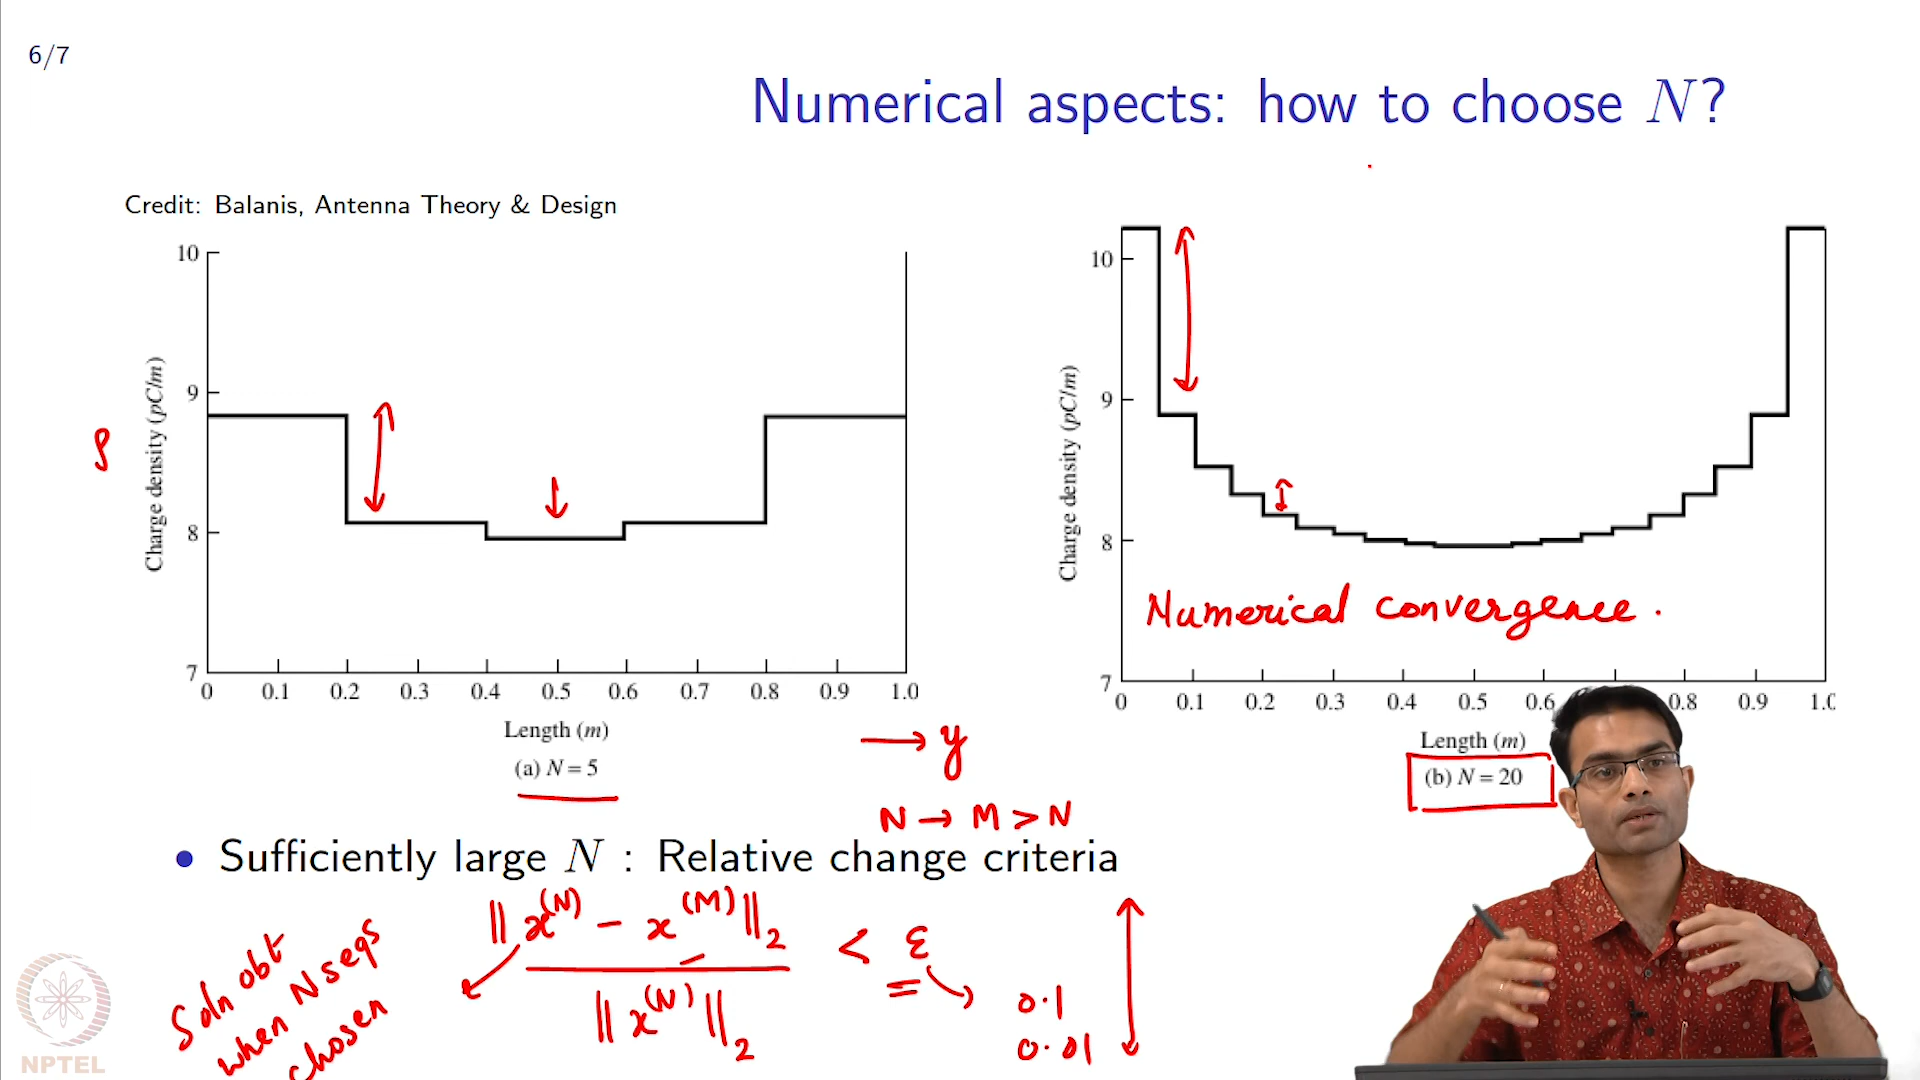 6/7
Numerical aspects: how to choose N?
Credit: Balanis, Antenna Theory & Design
10
9
8
7
Charge density (pC/m)
ρ
0 0.1 0.2 0.3 0.4 0.5 0.6 0.7 0.8 0.9 1.0
Length (m)
(a) N = 5
→ y
10
9
8
7
Charge density (pC/m)
Numerical convergence.
0 0.1 0.2 0.3 0.4 0.5 0.6 0.8 0.9 1.0
Length (m)
(b) N = 20
N → M > N
• Sufficiently large N : Relative change criteria
|| x^(N) − x^(M) ||_2
|| x^(N) ||_2
< ε
0.1
0.01
Soln obt
when N segs
chosen
NPTEL